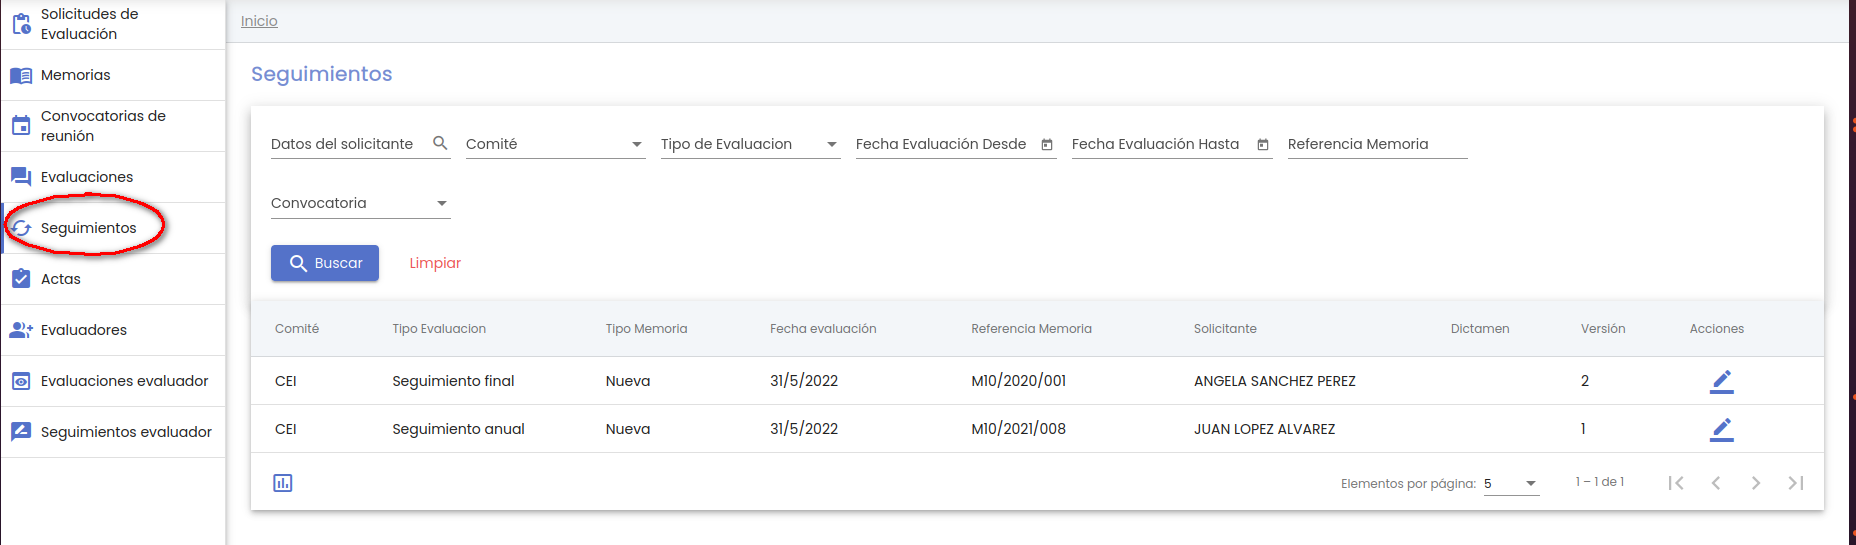 Solicitudes de
Evaluación
Memorias
Convocatorias de
reunión
Evaluaciones
Seguimientos
Actas
Evaluadores
Evaluaciones evaluador
Seguimientos evaluador
Inicio
Seguimientos
Datos del solicitante Comité Tipo de Evaluacion Fecha Evaluación Desde Fecha Evaluación Hasta Referencia Memoria
Convocatoria
Buscar Limpiar
Comité Tipo Evaluacion Tipo Memoria Fecha evaluación Referencia Memoria Solicitante Dictamen Versión Acciones
CEI Seguimiento final Nueva 31/5/2022 M10/2020/001 ANGELA SANCHEZ PEREZ 2
CEI Seguimiento anual Nueva 31/5/2022 M10/2021/008 JUAN LOPEZ ALVAREZ 1
Elementos por página: 5 1 – 1 de 1